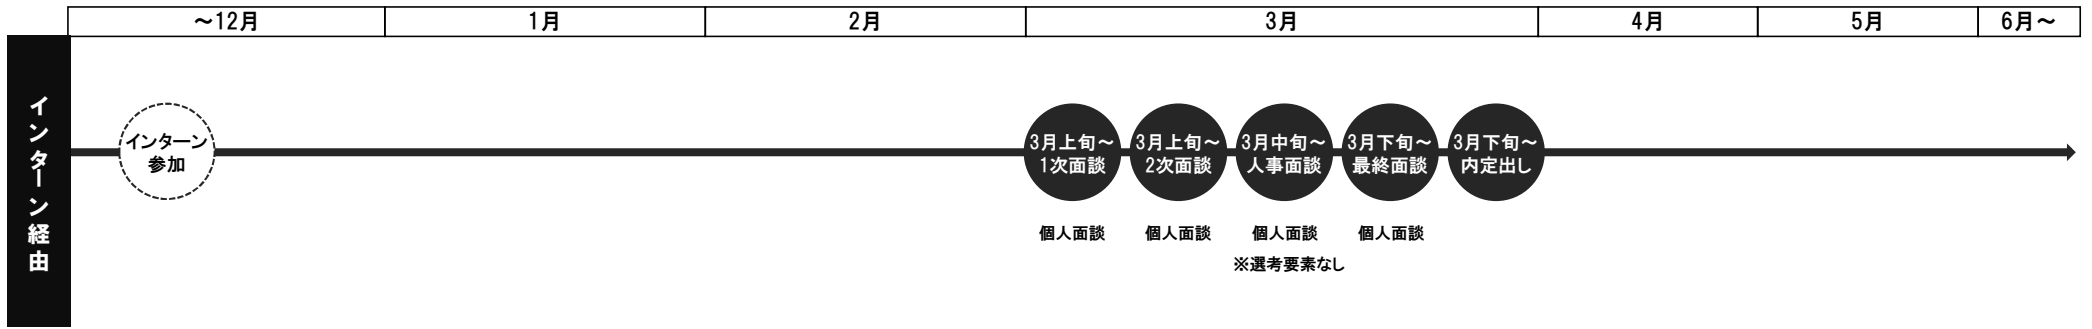 ～12月
1月
2月
3月
4月
5月
6月～
インターン経由
インターン
参加
3月上旬～
1次面談
3月上旬～
2次面談
3月中旬～
人事面談
3月下旬～
最終面談
3月下旬～
内定出し
個人面談
個人面談
個人面談
※選考要素なし
個人面談